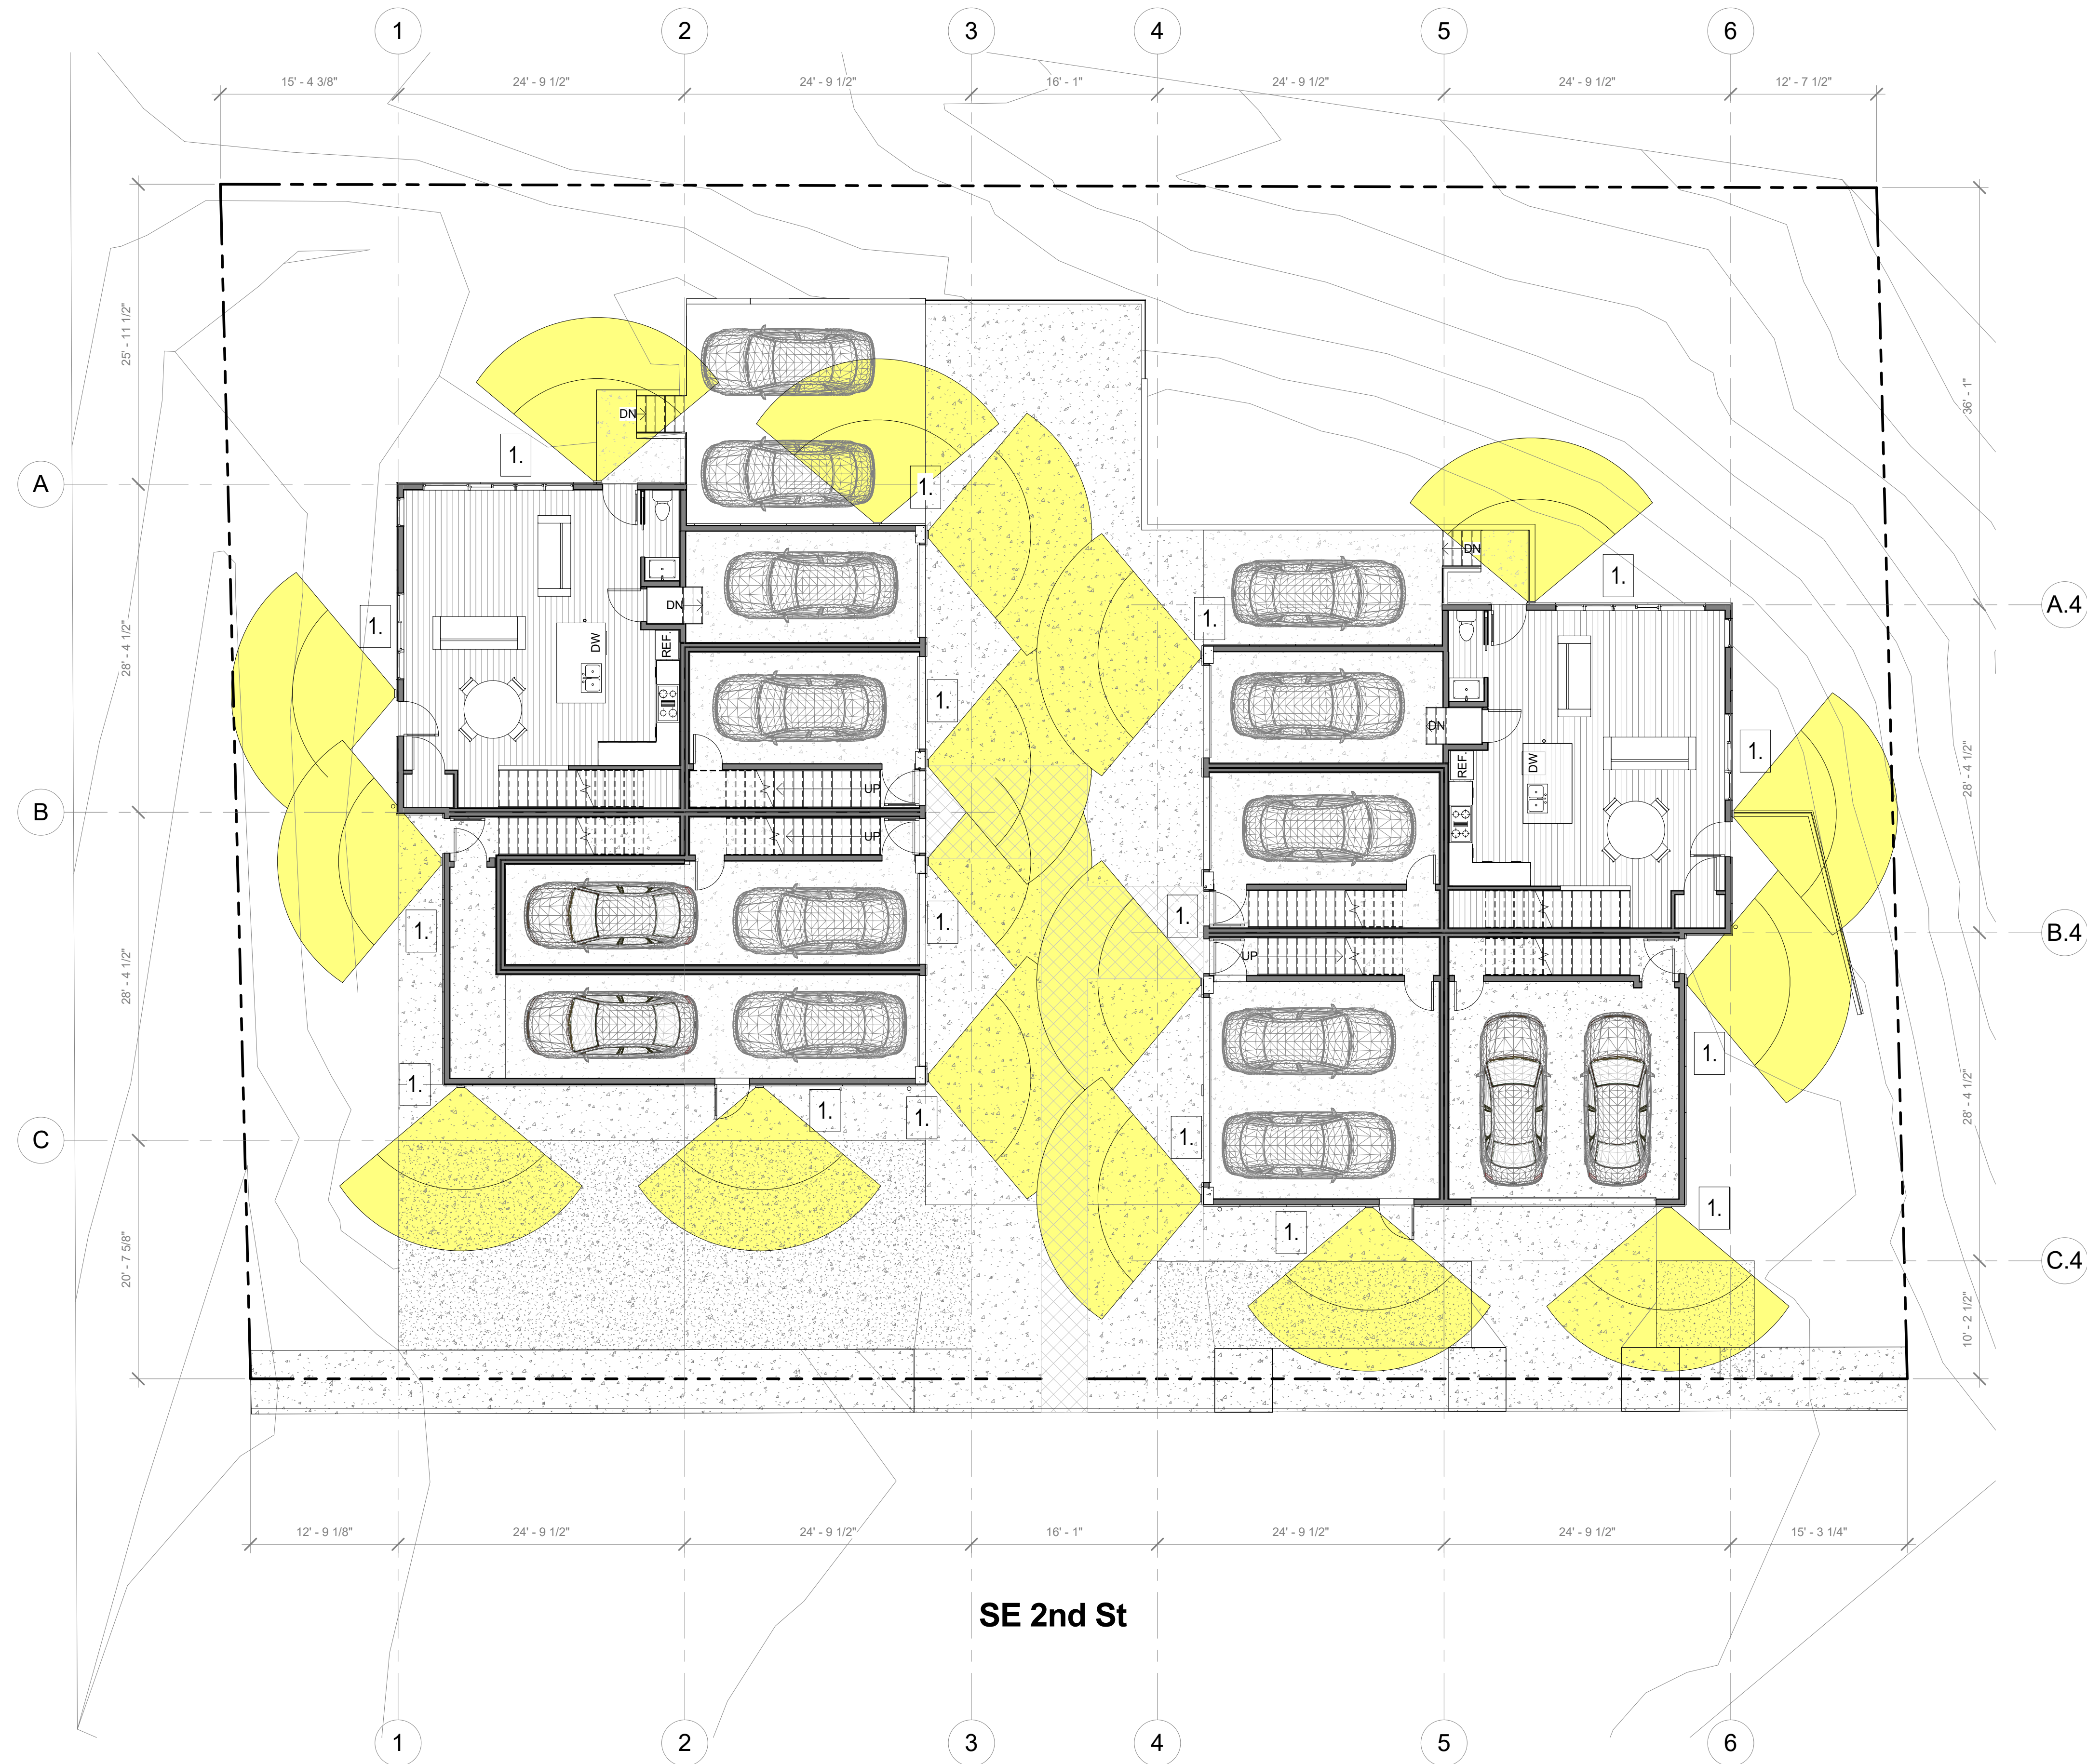 1 2 3 4 5 6
15' - 4 3/8" 24' - 9 1/2" 24' - 9 1/2" 16' - 1" 24' - 9 1/2" 24' - 9 1/2" 12' - 7 1/2"
25' - 11 1/2"
36' - 1"
DN
1.
A
1.
DN
1.
DN
A.4
1.
1.
28' - 4 1/2"
DW
REF.
1.
DN
1.
REF.
DW
28' - 4 1/2"
UP
B
UP
1.
1.
1.
B.4
UP
28' - 4 1/2"
1.
1.
1.
1.
1.
28' - 4 1/2"
C
1.
1.
C.4
20' - 7 5/8"
10' - 2 1/2"
12' - 9 1/8" 24' - 9 1/2" 24' - 9 1/2" 16' - 1" 24' - 9 1/2" 24' - 9 1/2" 15' - 3 1/4"
SE 2nd St
1 2 3 4 5 6